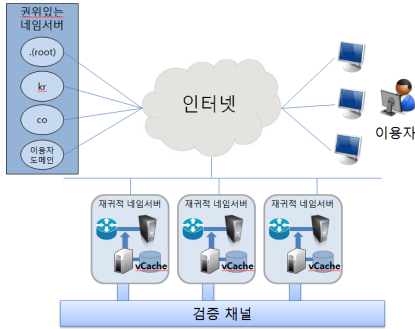 권위있는
네임서버
.(root)
kr
co
이용자
도메인
인터넷
이용자
재귀적 네임서버
재귀적 네임서버
재귀적 네임서버
vCache
vCache
vCache
검증 채널